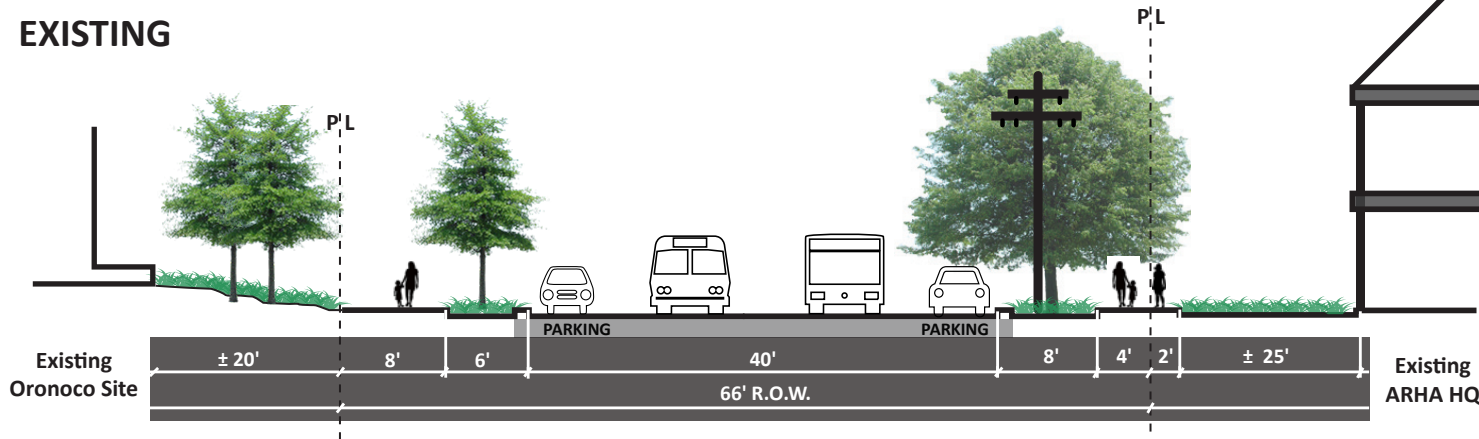 EXISTING
P L
P L
PARKING
PARKING
Existing
Oronoco Site
± 20'
8'
6'
40'
8'
4'
2'
± 25'
66' R.O.W.
Existing
ARHA HQ